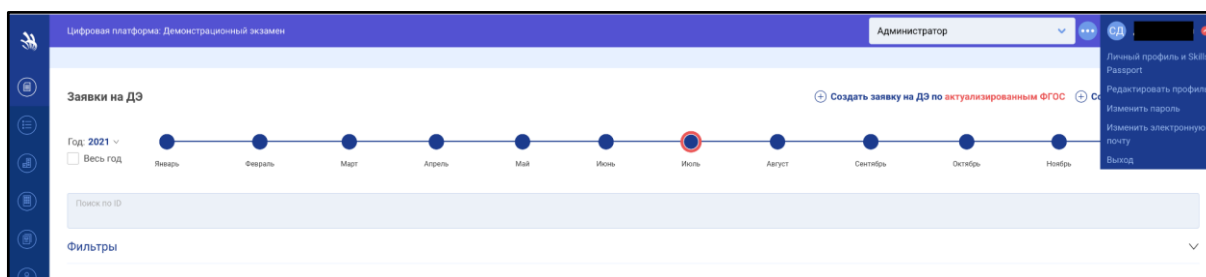 Цифровая платформа: Демонстрационный экзамен
Администратор
СД
Личный профиль и Skills
Passport
Редактировать профиль
Изменить пароль
Изменить электронную
почту
Выход
Заявки на ДЭ
Создать заявку на ДЭ по актуализированным ФГОС
Год: 2021
Весь год
Январь Февраль Март Апрель Май Июнь Июль Август Сентябрь Октябрь Ноябрь
Поиск по ID
Фильтры